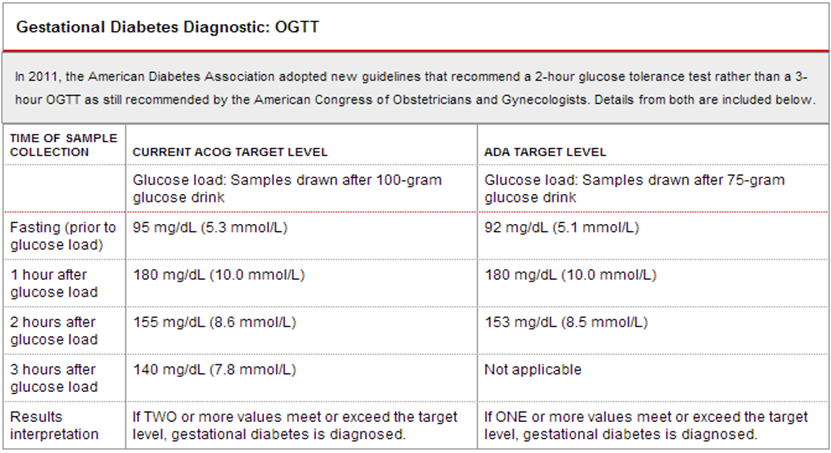 Gestational Diabetes Diagnostic: OGTT
In 2011, the American Diabetes Association adopted new guidelines that recommend a 2-hour glucose tolerance test rather than a 3-
hour OGTT as still recommended by the American Congress of Obstetricians and Gynecologists. Details from both are included below.
TIME OF SAMPLE
COLLECTION
CURRENT ACOG TARGET LEVEL
ADA TARGET LEVEL
Glucose load: Samples drawn after 100-gram
glucose drink
Glucose load: Samples drawn after 75-gram
glucose drink
Fasting (prior to
glucose load)
95 mg/dL (5.3 mmol/L)
92 mg/dL (5.1 mmol/L)
1 hour after
glucose load
180 mg/dL (10.0 mmol/L)
180 mg/dL (10.0 mmol/L)
2 hours after
glucose load
155 mg/dL (8.6 mmol/L)
153 mg/dL (8.5 mmol/L)
3 hours after
glucose load
140 mg/dL (7.8 mmol/L)
Not applicable
Results
interpretation
If TWO or more values meet or exceed the target
level, gestational diabetes is diagnosed.
If ONE or more values meet or exceed the target
level, gestational diabetes is diagnosed.